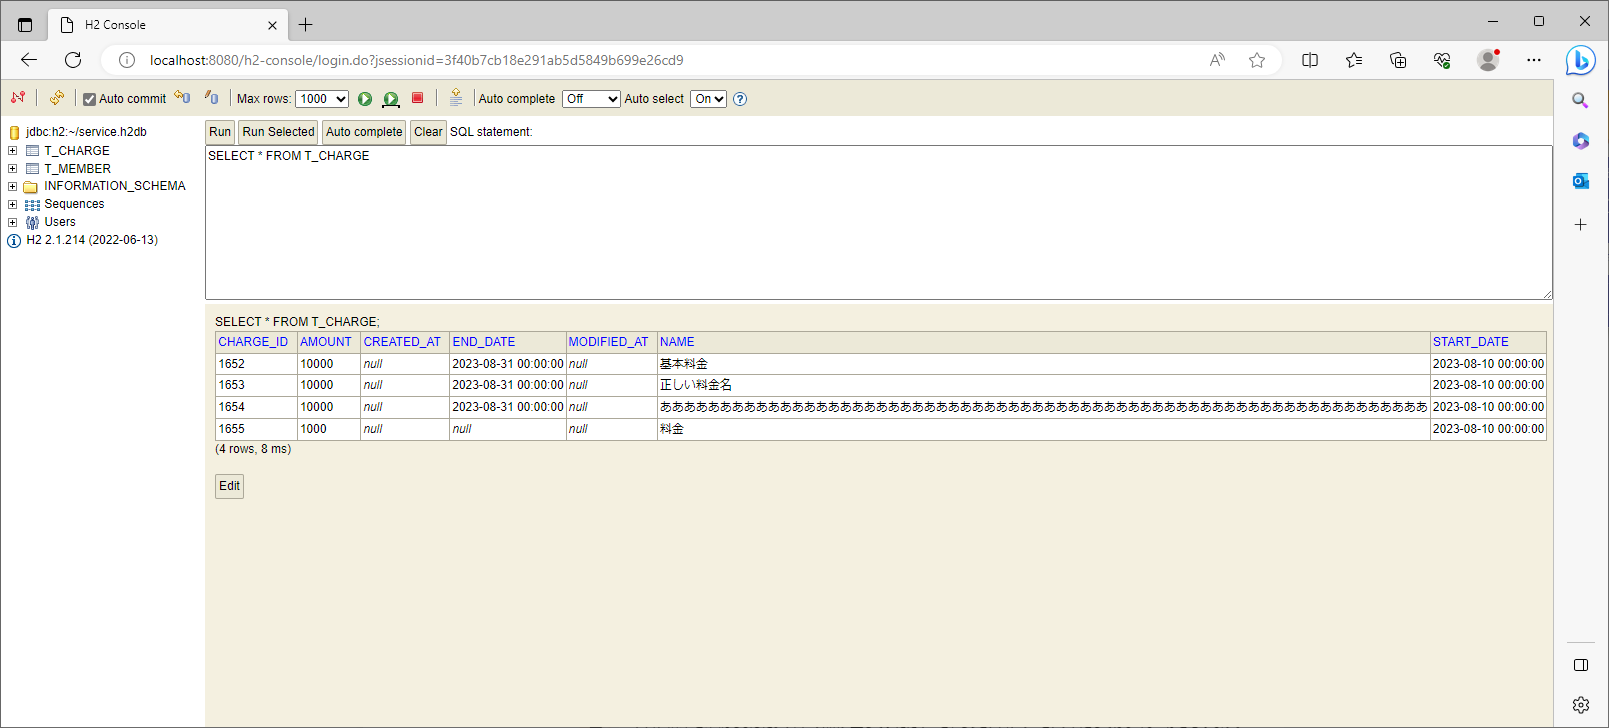 H2 Console
localhost:8080/h2-console/login.do?jsessionid=3f40b7cb18e291ab5d5849b699e26cd9
Auto commit Max rows: 1000 Auto complete Off Auto select On
jdbc:h2:~/service.h2db
T_CHARGE
T_MEMBER
INFORMATION_SCHEMA
Sequences
Users
H2 2.1.214 (2022-06-13)
Run Run Selected Auto complete Clear SQL statement:
SELECT * FROM T_CHARGE
SELECT * FROM T_CHARGE;
CHARGE_ID AMOUNT CREATED_AT END_DATE MODIFIED_AT NAME START_DATE
1652 10000 null 2023-08-31 00:00:00 null 基本料金 2023-08-10 00:00:00
1653 10000 null 2023-08-31 00:00:00 null 正しい料金名 2023-08-10 00:00:00
1654 10000 null 2023-08-31 00:00:00 null ああああああああああああああああああああああああああああああああああああああああああああああああああああああああああああああああ 2023-08-10 00:00:00
1655 1000 null null null 料金 2023-08-10 00:00:00
(4 rows, 8 ms)
Edit